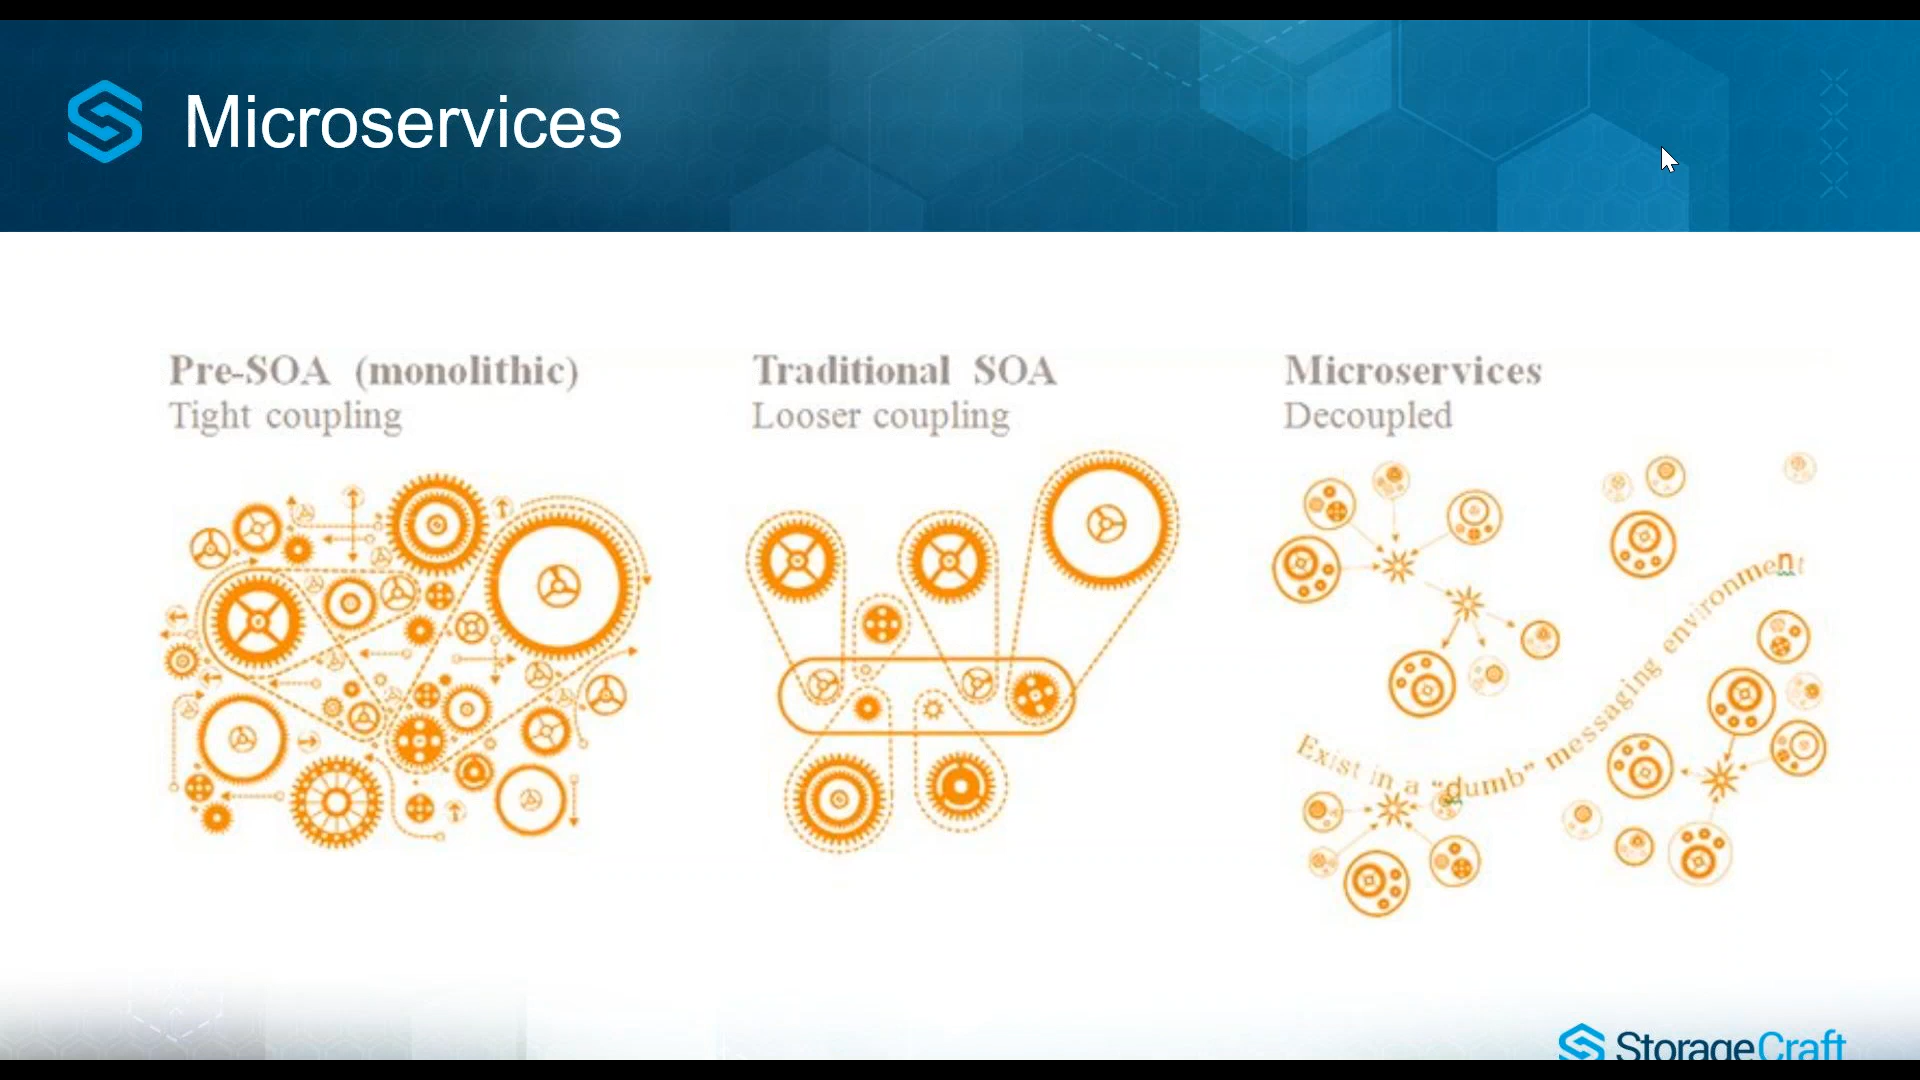 Microservices
Pre-SOA (monolithic)
Tight coupling
Traditional SOA
Looser coupling
Microservices
Decoupled
Exist in a “dumb” messaging environment
StorageCraft